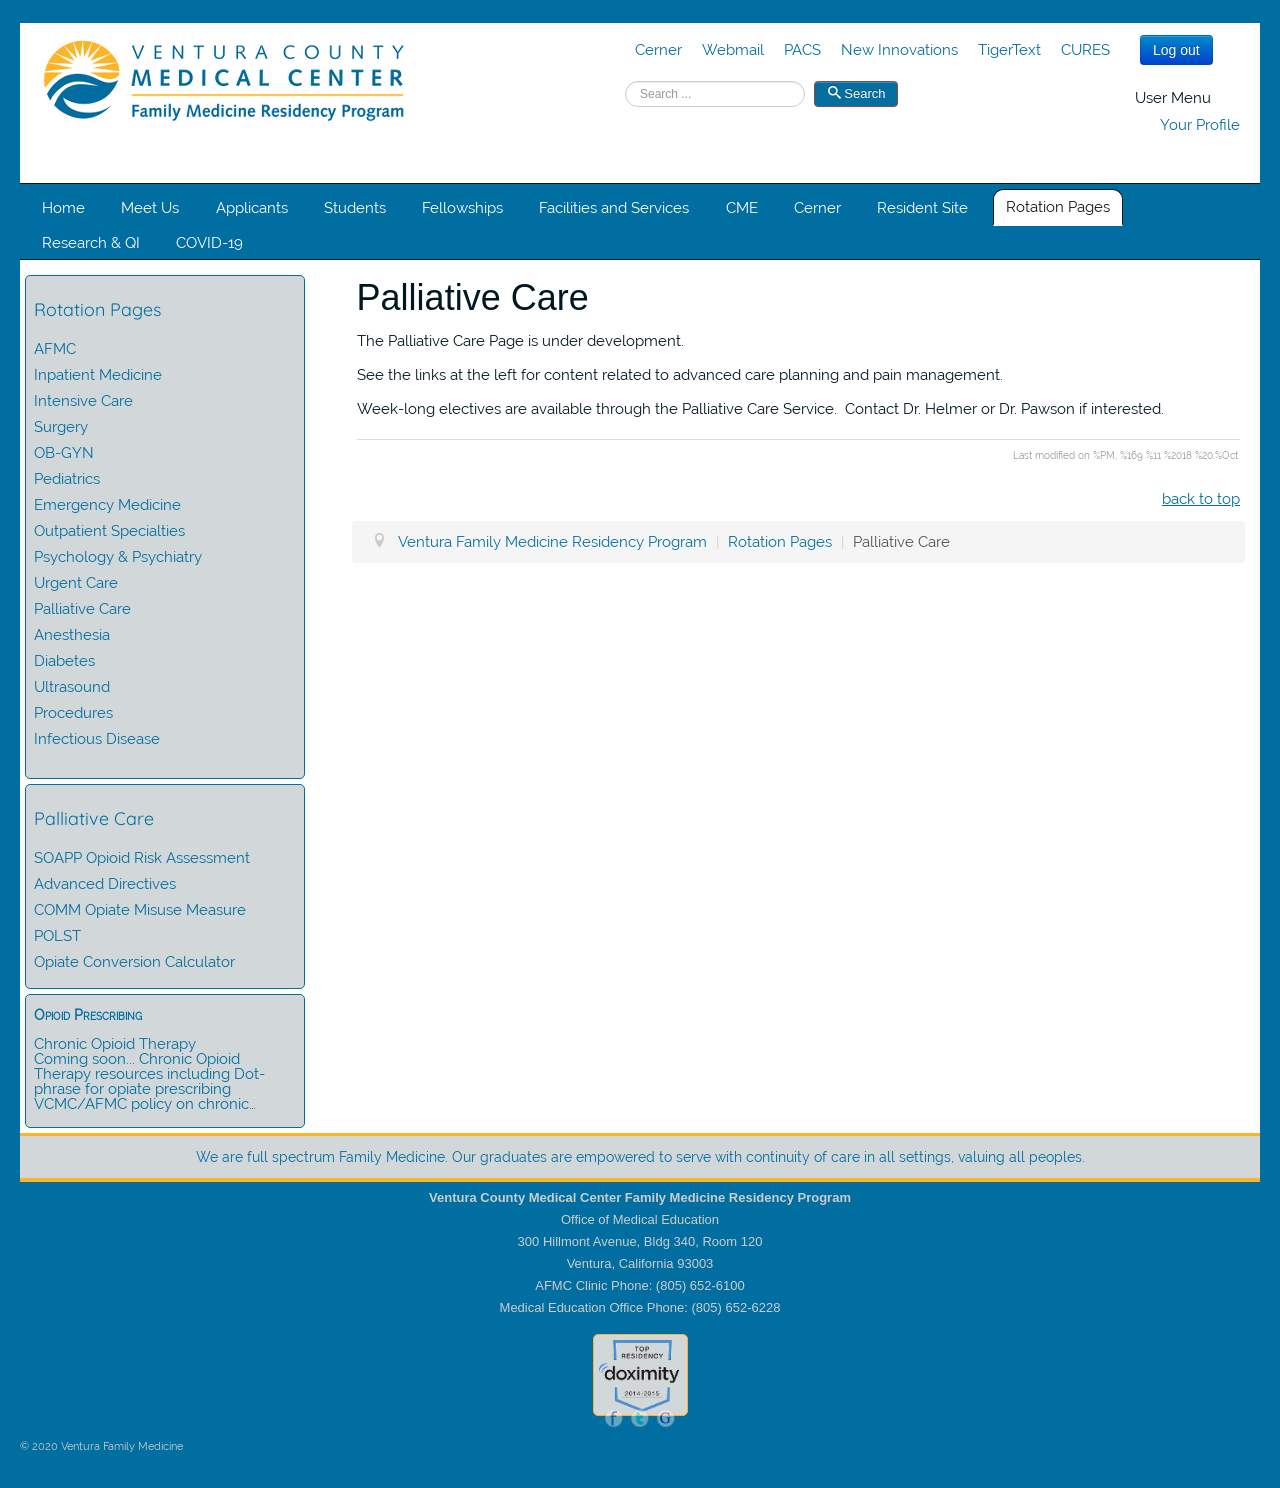 VENTURA COUNTY
MEDICAL CENTER
Family Medicine Residency Program
Cerner Webmail PACS New Innovations TigerText CURES Log out
Search ... Search
User Menu
Your Profile
Home Meet Us Applicants Students Fellowships Facilities and Services CME Cerner Resident Site Rotation Pages
Research & QI COVID-19
Rotation Pages
AFMC
Inpatient Medicine
Intensive Care
Surgery
OB-GYN
Pediatrics
Emergency Medicine
Outpatient Specialties
Psychology & Psychiatry
Urgent Care
Palliative Care
Anesthesia
Diabetes
Ultrasound
Procedures
Infectious Disease
Palliative Care
SOAPP Opioid Risk Assessment
Advanced Directives
COMM Opiate Misuse Measure
POLST
Opiate Conversion Calculator
Opioid Prescribing
Chronic Opioid Therapy
Coming soon... Chronic Opioid
Therapy resources including Dot-
phrase for opiate prescribing
VCMC/AFMC policy on chronic…
Palliative Care
The Palliative Care Page is under development.
See the links at the left for content related to advanced care planning and pain management.
Week-long electives are available through the Palliative Care Service.  Contact Dr. Helmer or Dr. Pawson if interested.
Last modified on %PM, %169 %11 %2018 %20:%Oct
back to top
Ventura Family Medicine Residency Program | Rotation Pages | Palliative Care
We are full spectrum Family Medicine. Our graduates are empowered to serve with continuity of care in all settings, valuing all peoples.
Ventura County Medical Center Family Medicine Residency Program
Office of Medical Education
300 Hillmont Avenue, Bldg 340, Room 120
Ventura, California 93003
AFMC Clinic Phone: (805) 652-6100
Medical Education Office Phone: (805) 652-6228
TOP
RESIDENCY
doximity
2014-2015
f t G
© 2020 Ventura Family Medicine